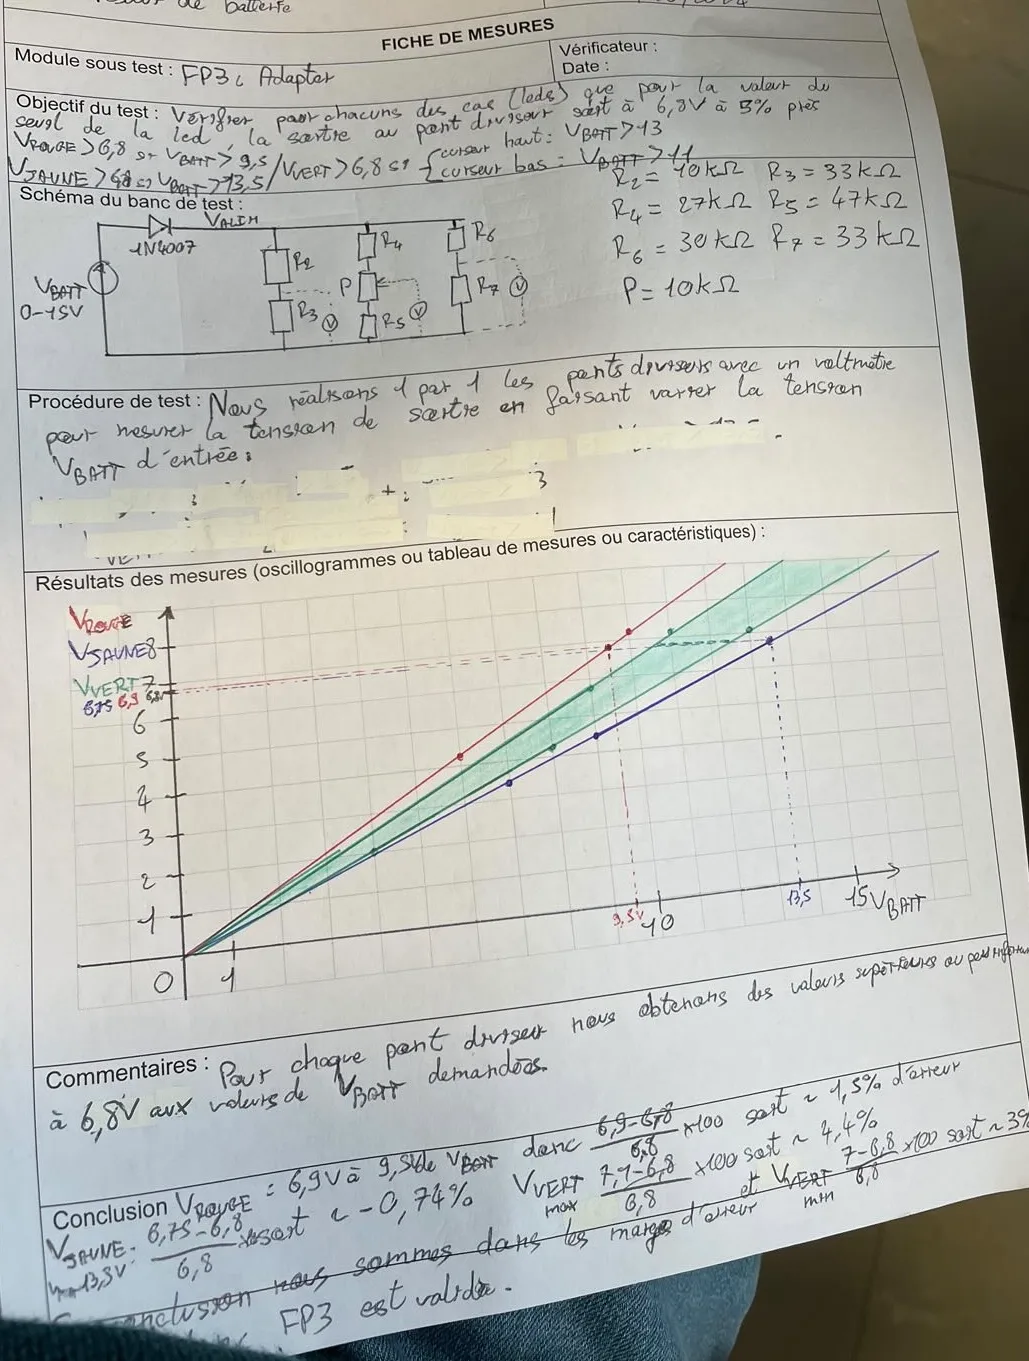 de batterie
FICHE DE MESURES
Module sous test : FP3 : Adapter
Vérificateur :
Date :
Objectif du test : Vérifier pour chacuns des cas (leds) que pour la valeur du
seuil de la led, la sortie au pont diviseur soit à 6,8V à 5% près
VROUGE > 6,8 si VBATT > 9,5 / VVERT > 6,8 si { curseur haut : VBATT > 13
VJAUNE > 6,8 si VBATT > 13,5 curseur bas = VBATT > 11
Schéma du banc de test :
R2 = 10kΩ R3 = 33kΩ
R4 = 27kΩ R5 = 47kΩ
R6 = 30kΩ R7 = 33kΩ
P = 10kΩ
VALIM
1N4007
VBATT
0-15V
R2
R3
V
R4
P
R5
V
R6
R7
V
Procédure de test : Nous réalisons 1 par 1 les ponts diviseurs avec un voltmètre
pour mesurer la tension de sortie en faisant varier la tension
VBATT d'entrée.
Résultats des mesures (oscillogrammes ou tableau de mesures ou caractéristiques) :
VROUGE
VJAUNE 8
VVERT 7
6,75 6,9 6,8V
6
5
4
3
2
1
0
1
9,5V
10
13,5
15
VBATT
Commentaires : Pour chaque pont diviseur nous obtenons des valeurs supérieures ou
à 6,8V aux valeurs de VBATT demandées.
Conclusion VROUGE = 6,9V à 9,5V de VBATT donc 6,9-6,8/6,8 x100 soit ~ 1,5% d'erreur
VJAUNE : 6,75-6,8/6,8 x100 soit ~ -0,74% VVERT max 7,1-6,8/6,8 x100 soit ~ 4,4%
et VVERT min 7-6,8/6,8 x100 soit ~ 3%
13,5V
conclusion nous sommes dans les marges d'erreur
FP3 est validée.